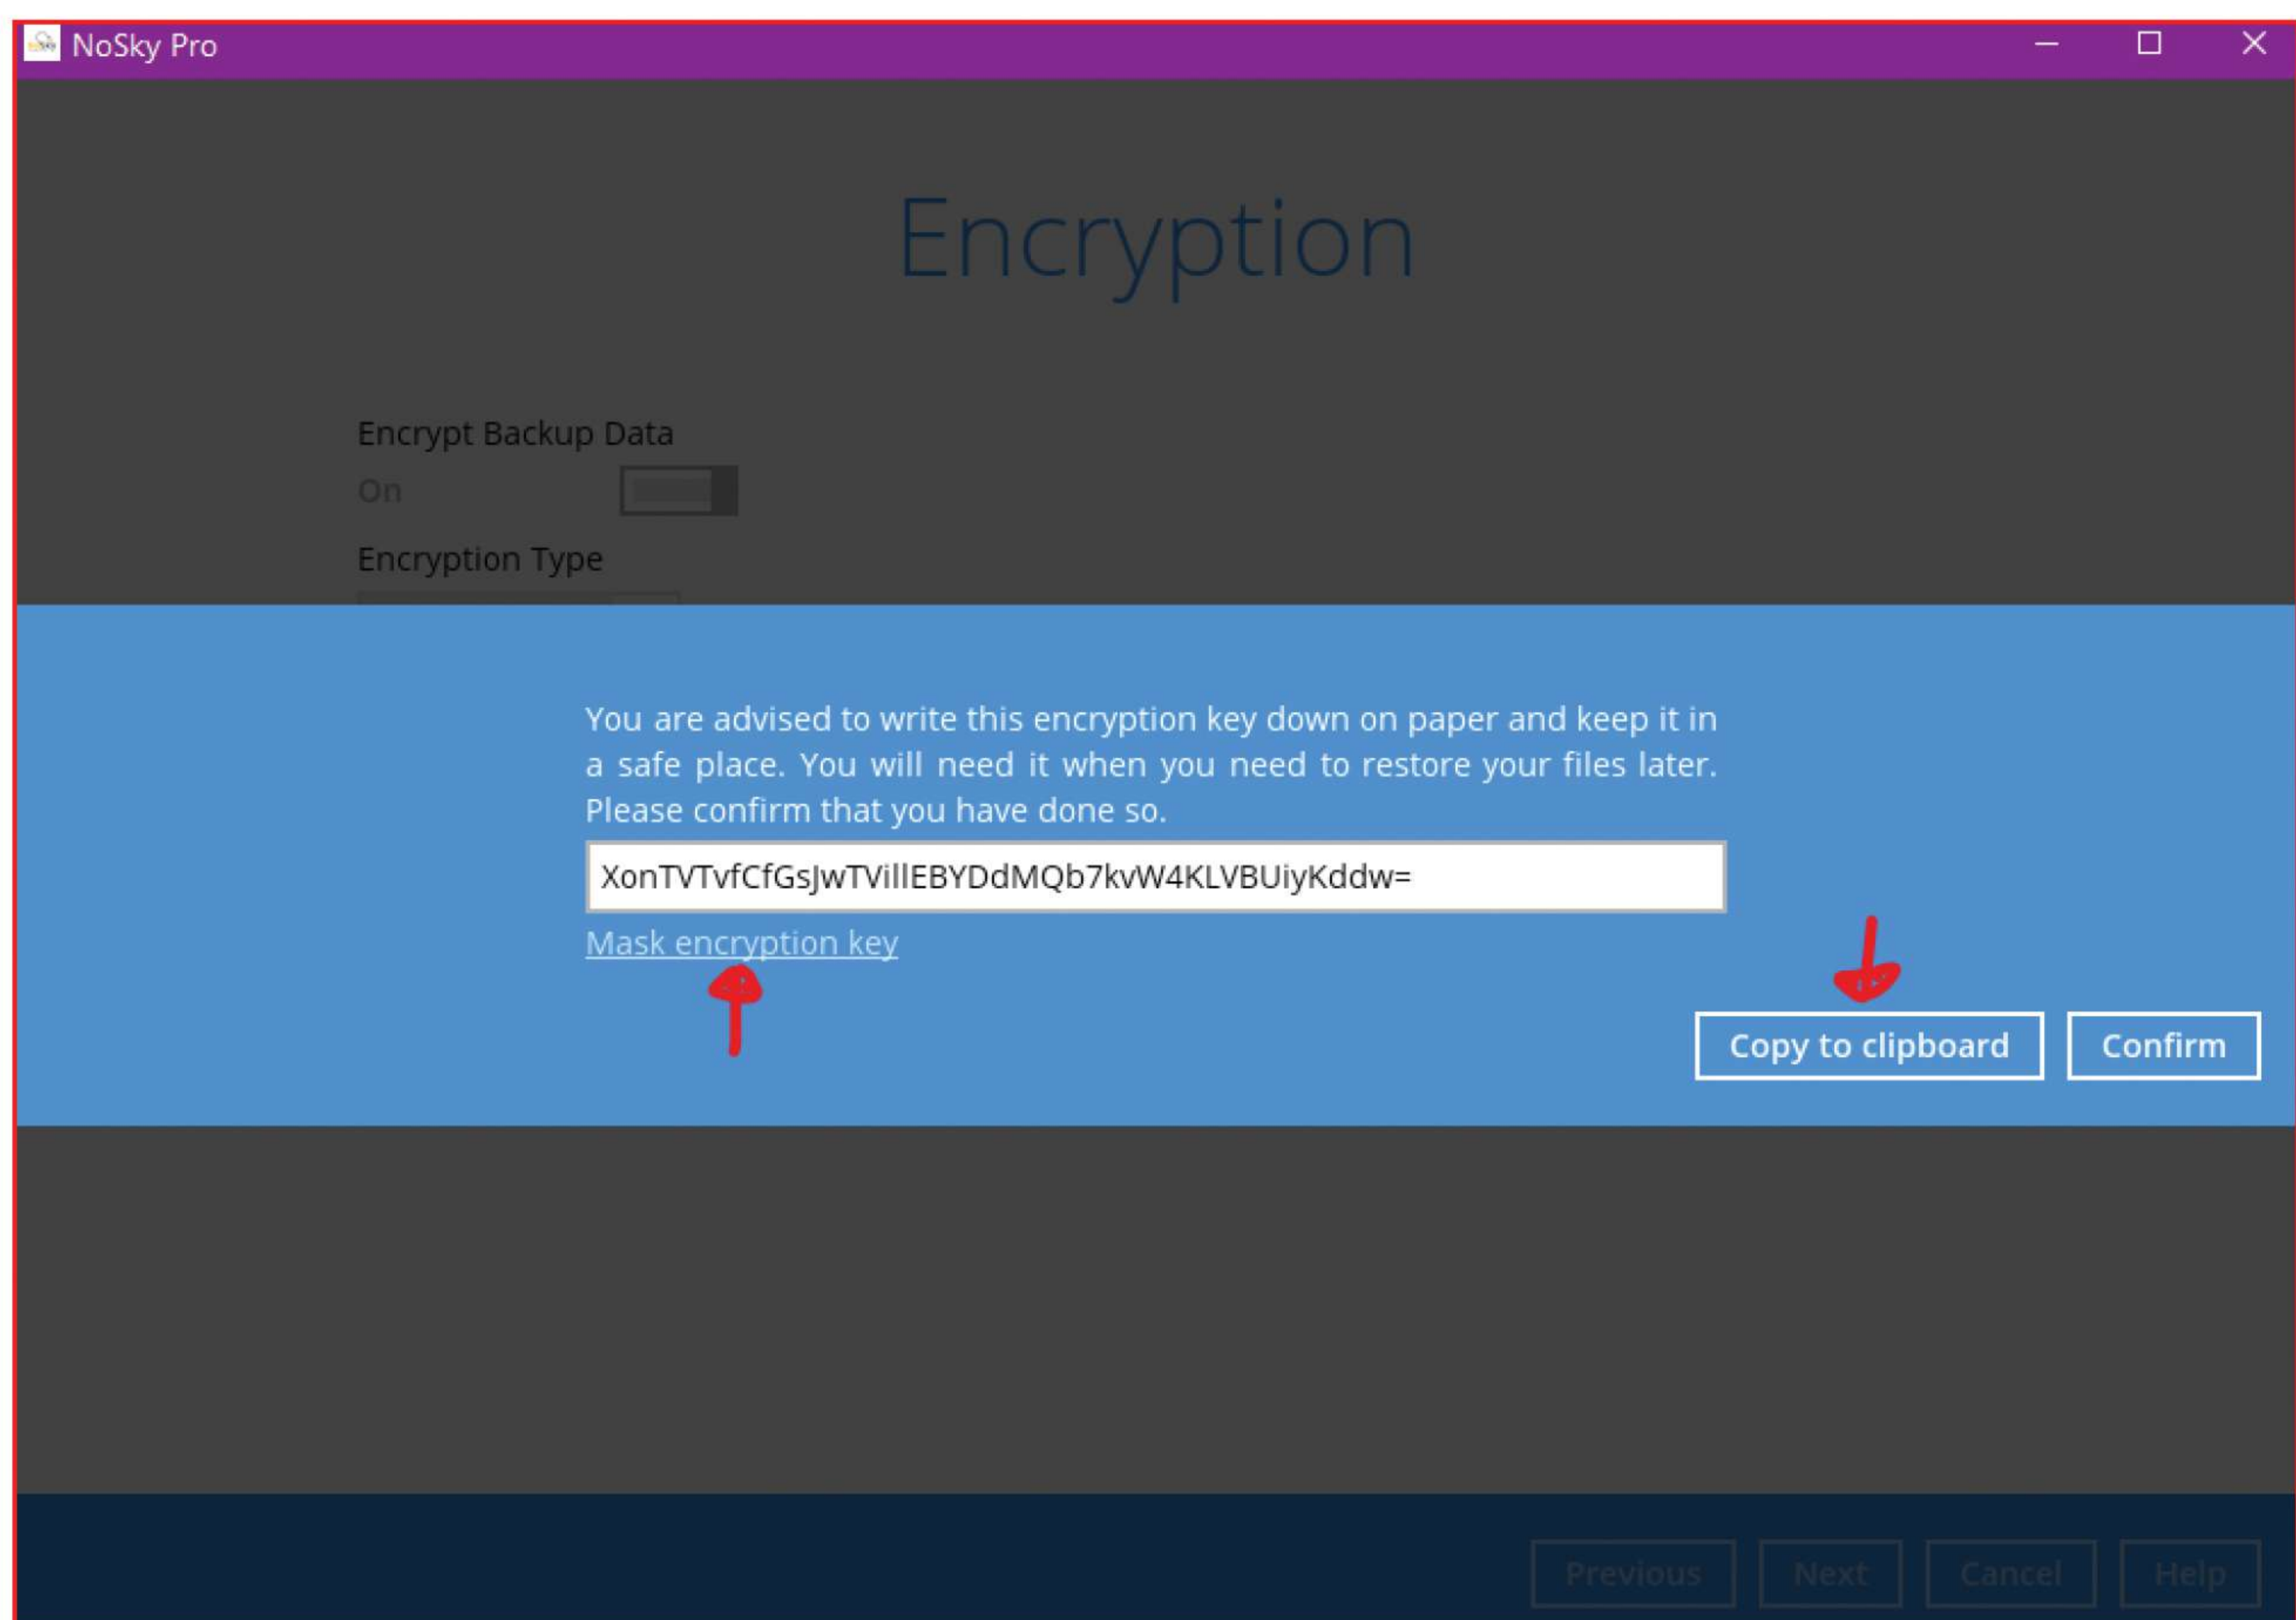 NoSky Pro
Encryption
Encrypt Backup Data
On
Encryption Type
You are advised to write this encryption key down on paper and keep it in
a safe place. You will need it when you need to restore your files later.
Please confirm that you have done so.
XonTVTvfCfGsJwTVillEBYDdMQb7kvW4KLVBUiyKddw=
Mask encryption key
Copy to clipboard
Confirm
Previous
Next
Cancel
Help